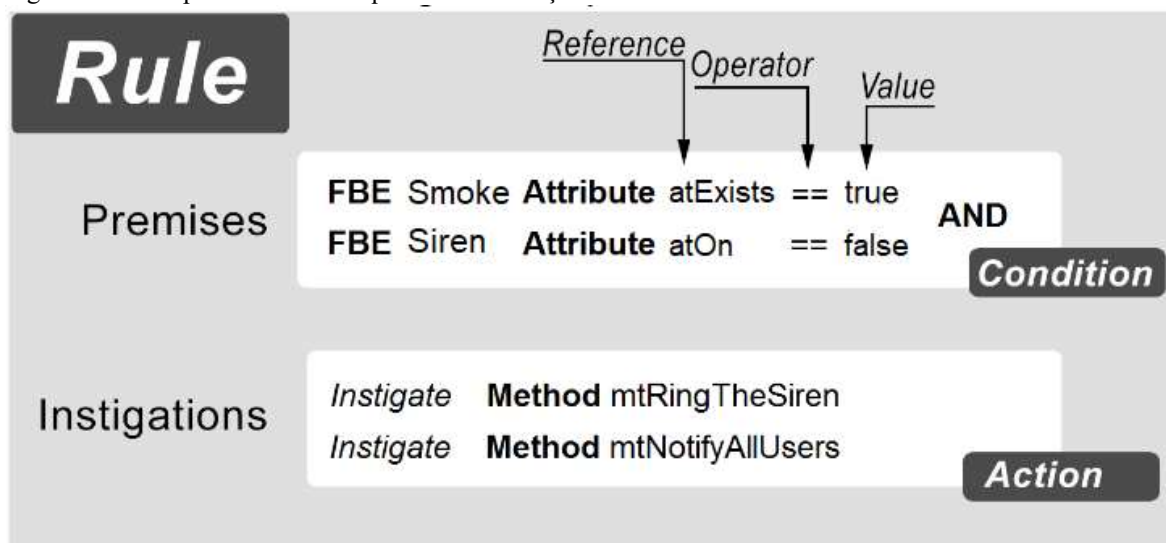 Rule
Reference
Operator
Value
Premises
FBE Smoke Attribute atExists == true
AND
FBE Siren Attribute atOn == false
Condition
Instigations
Instigate Method mtRingTheSiren
Instigate Method mtNotifyAllUsers
Action